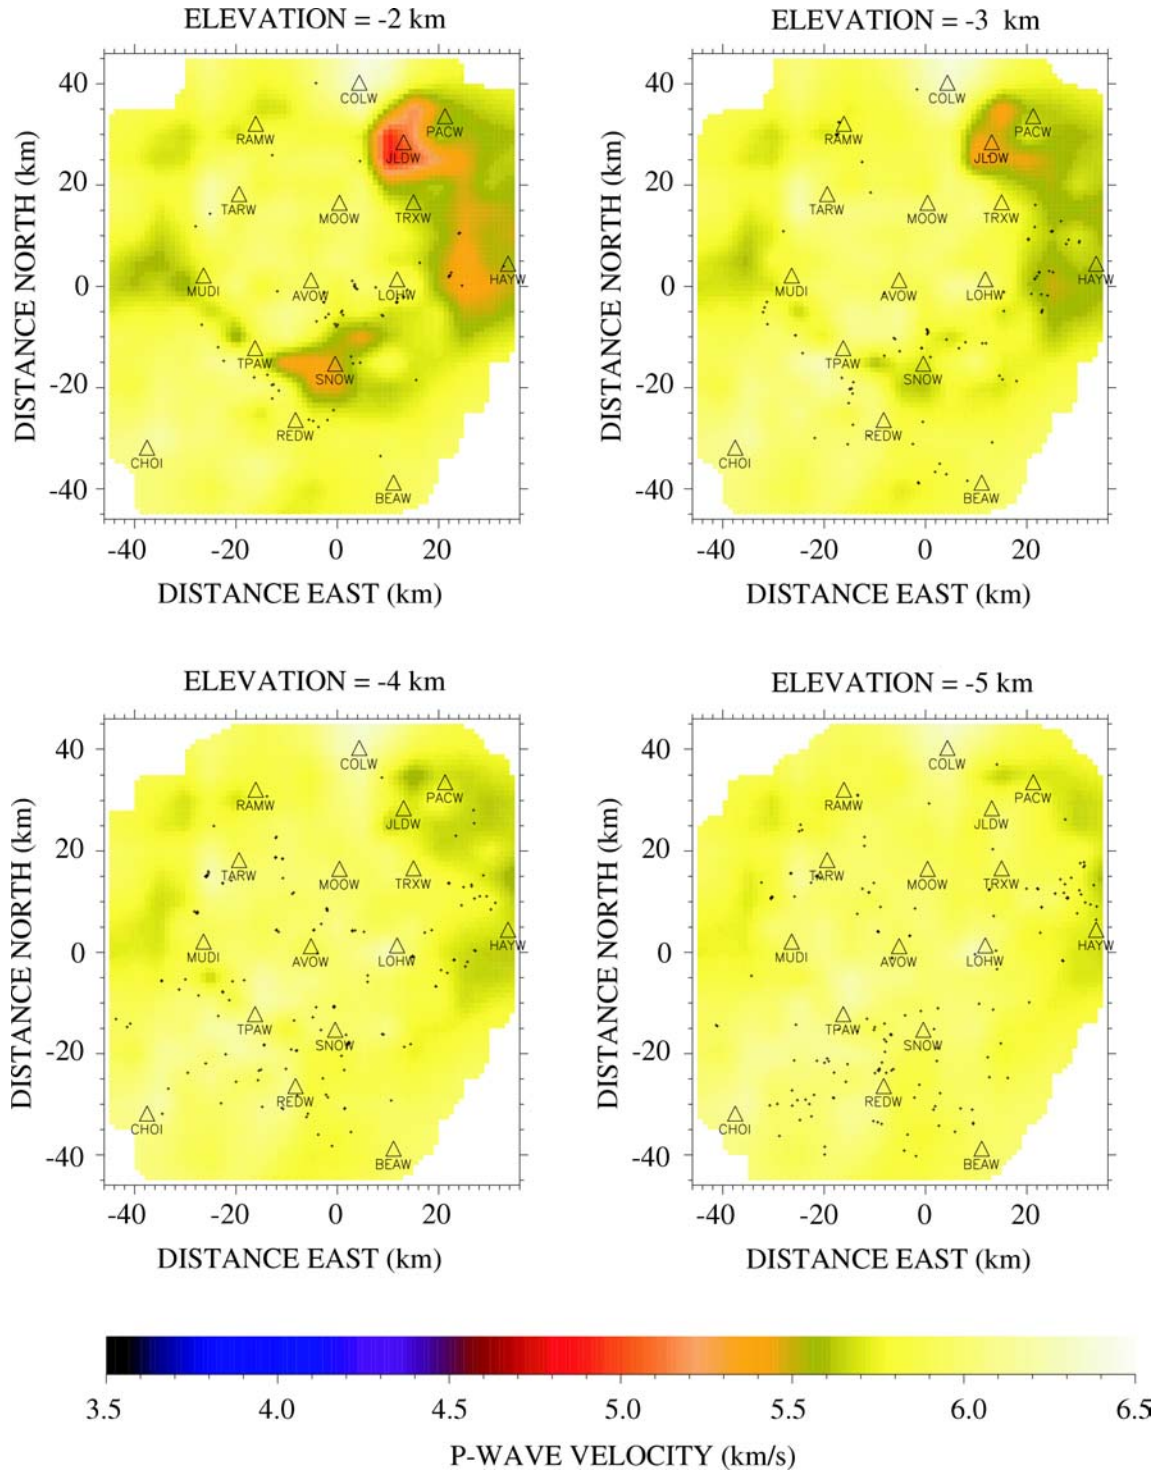 ELEVATION = -2 km
40
COLW
RAMW
PACW
JLDW
20
TARW
MOOW
TRXW
0
MUDI
AVOW
LOHW
HAYW
TPAW
SNOW
-20
REDW
CHOI
-40
BEAW
-40 -20 0 20
DISTANCE EAST (km)
DISTANCE NORTH (km)
ELEVATION = -3 km
40
COLW
RAMW
PACW
JLDW
20
TARW
MOOW
TRXW
0
MUDI
AVOW
LOHW
HAYW
TPAW
SNOW
-20
REDW
CHOI
-40
BEAW
-40 -20 0 20
DISTANCE EAST (km)
DISTANCE NORTH (km)
ELEVATION = -4 km
40
COLW
RAMW
PACW
JLDW
20
TARW
MOOW
TRXW
0
MUDI
AVOW
LOHW
HAYW
TPAW
SNOW
-20
REDW
CHOI
-40
BEAW
-40 -20 0 20
DISTANCE EAST (km)
DISTANCE NORTH (km)
ELEVATION = -5 km
40
COLW
RAMW
PACW
JLDW
20
TARW
MOOW
TRXW
0
MUDI
AVOW
LOHW
HAYW
TPAW
SNOW
-20
REDW
CHOI
-40
BEAW
-40 -20 0 20
DISTANCE EAST (km)
DISTANCE NORTH (km)
3.5 4.0 4.5 5.0 5.5 6.0 6.5
P-WAVE VELOCITY (km/s)